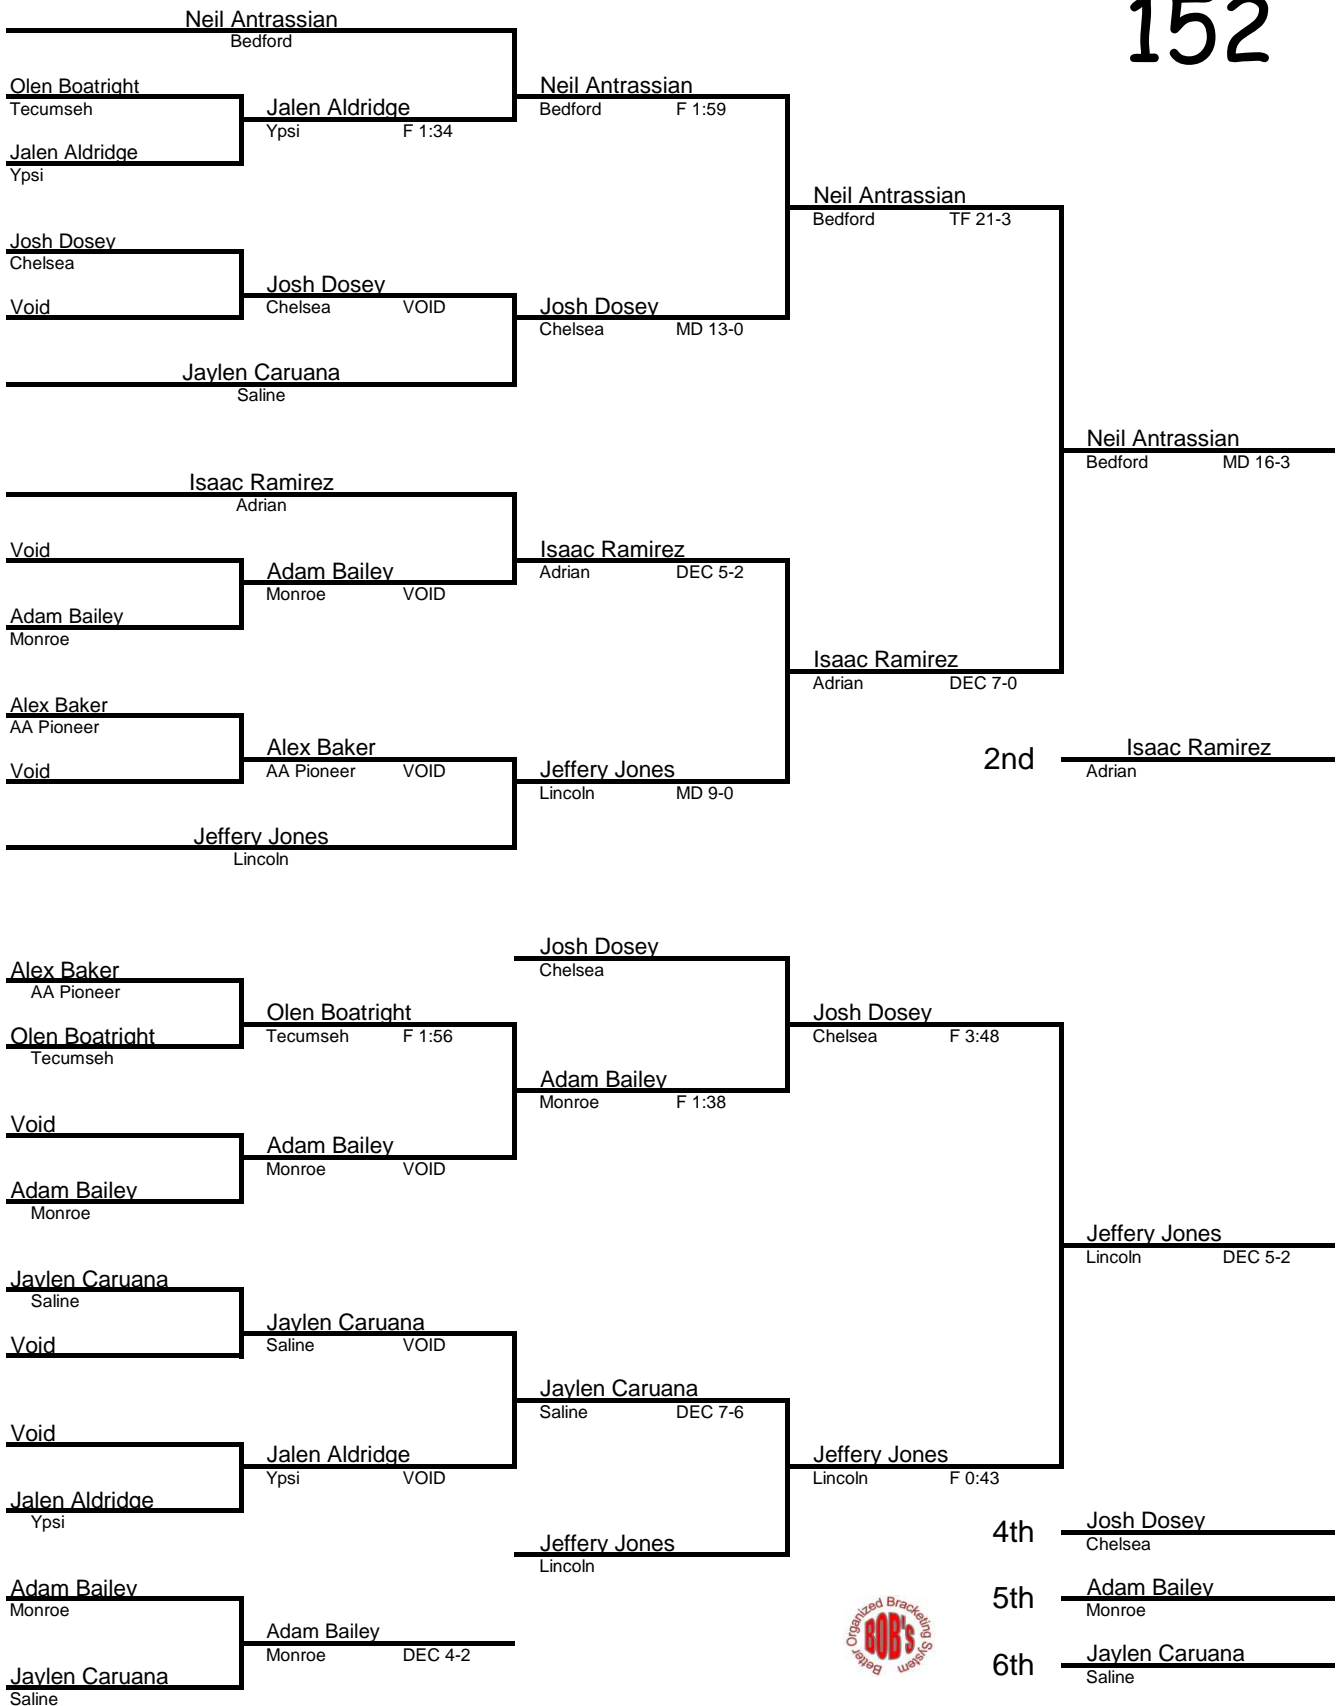 152
Neil Antrassian
Bedford
Olen Boatright
Tecumseh
Jalen Aldridge
Ypsi F 1:34
Neil Antrassian
Bedford F 1:59
Jalen Aldridge
Ypsi
Neil Antrassian
Bedford TF 21-3
Josh Dosey
Chelsea
Josh Dosey
Chelsea VOID
Void
Josh Dosey
Chelsea MD 13-0
Jaylen Caruana
Saline
Neil Antrassian
Bedford MD 16-3
Isaac Ramirez
Adrian
Void
Isaac Ramirez
Adrian DEC 5-2
Adam Bailey
Monroe VOID
Adam Bailey
Monroe
Isaac Ramirez
Adrian DEC 7-0
Alex Baker
AA Pioneer
Alex Baker
AA Pioneer VOID
Void
Jeffery Jones
Lincoln MD 9-0
2nd Isaac Ramirez
Adrian
Jeffery Jones
Lincoln
Josh Dosey
Chelsea
Alex Baker
AA Pioneer
Olen Boatright
Tecumseh F 1:56
Josh Dosey
Chelsea F 3:48
Olen Boatright
Tecumseh
Adam Bailey
Monroe F 1:38
Void
Adam Bailey
Monroe VOID
Adam Bailey
Monroe
Jeffery Jones
Lincoln DEC 5-2
Jaylen Caruana
Saline
Jaylen Caruana
Saline VOID
Void
Jaylen Caruana
Saline DEC 7-6
Void
Jalen Aldridge
Ypsi VOID
Jeffery Jones
Lincoln F 0:43
Jalen Aldridge
Ypsi
Jeffery Jones
Lincoln
4th Josh Dosey
Chelsea
Adam Bailey
Monroe
5th Adam Bailey
Monroe
Adam Bailey
Monroe DEC 4-2
Better Organized Bracketing System
BOB's
6th Jaylen Caruana
Saline
Jaylen Caruana
Saline